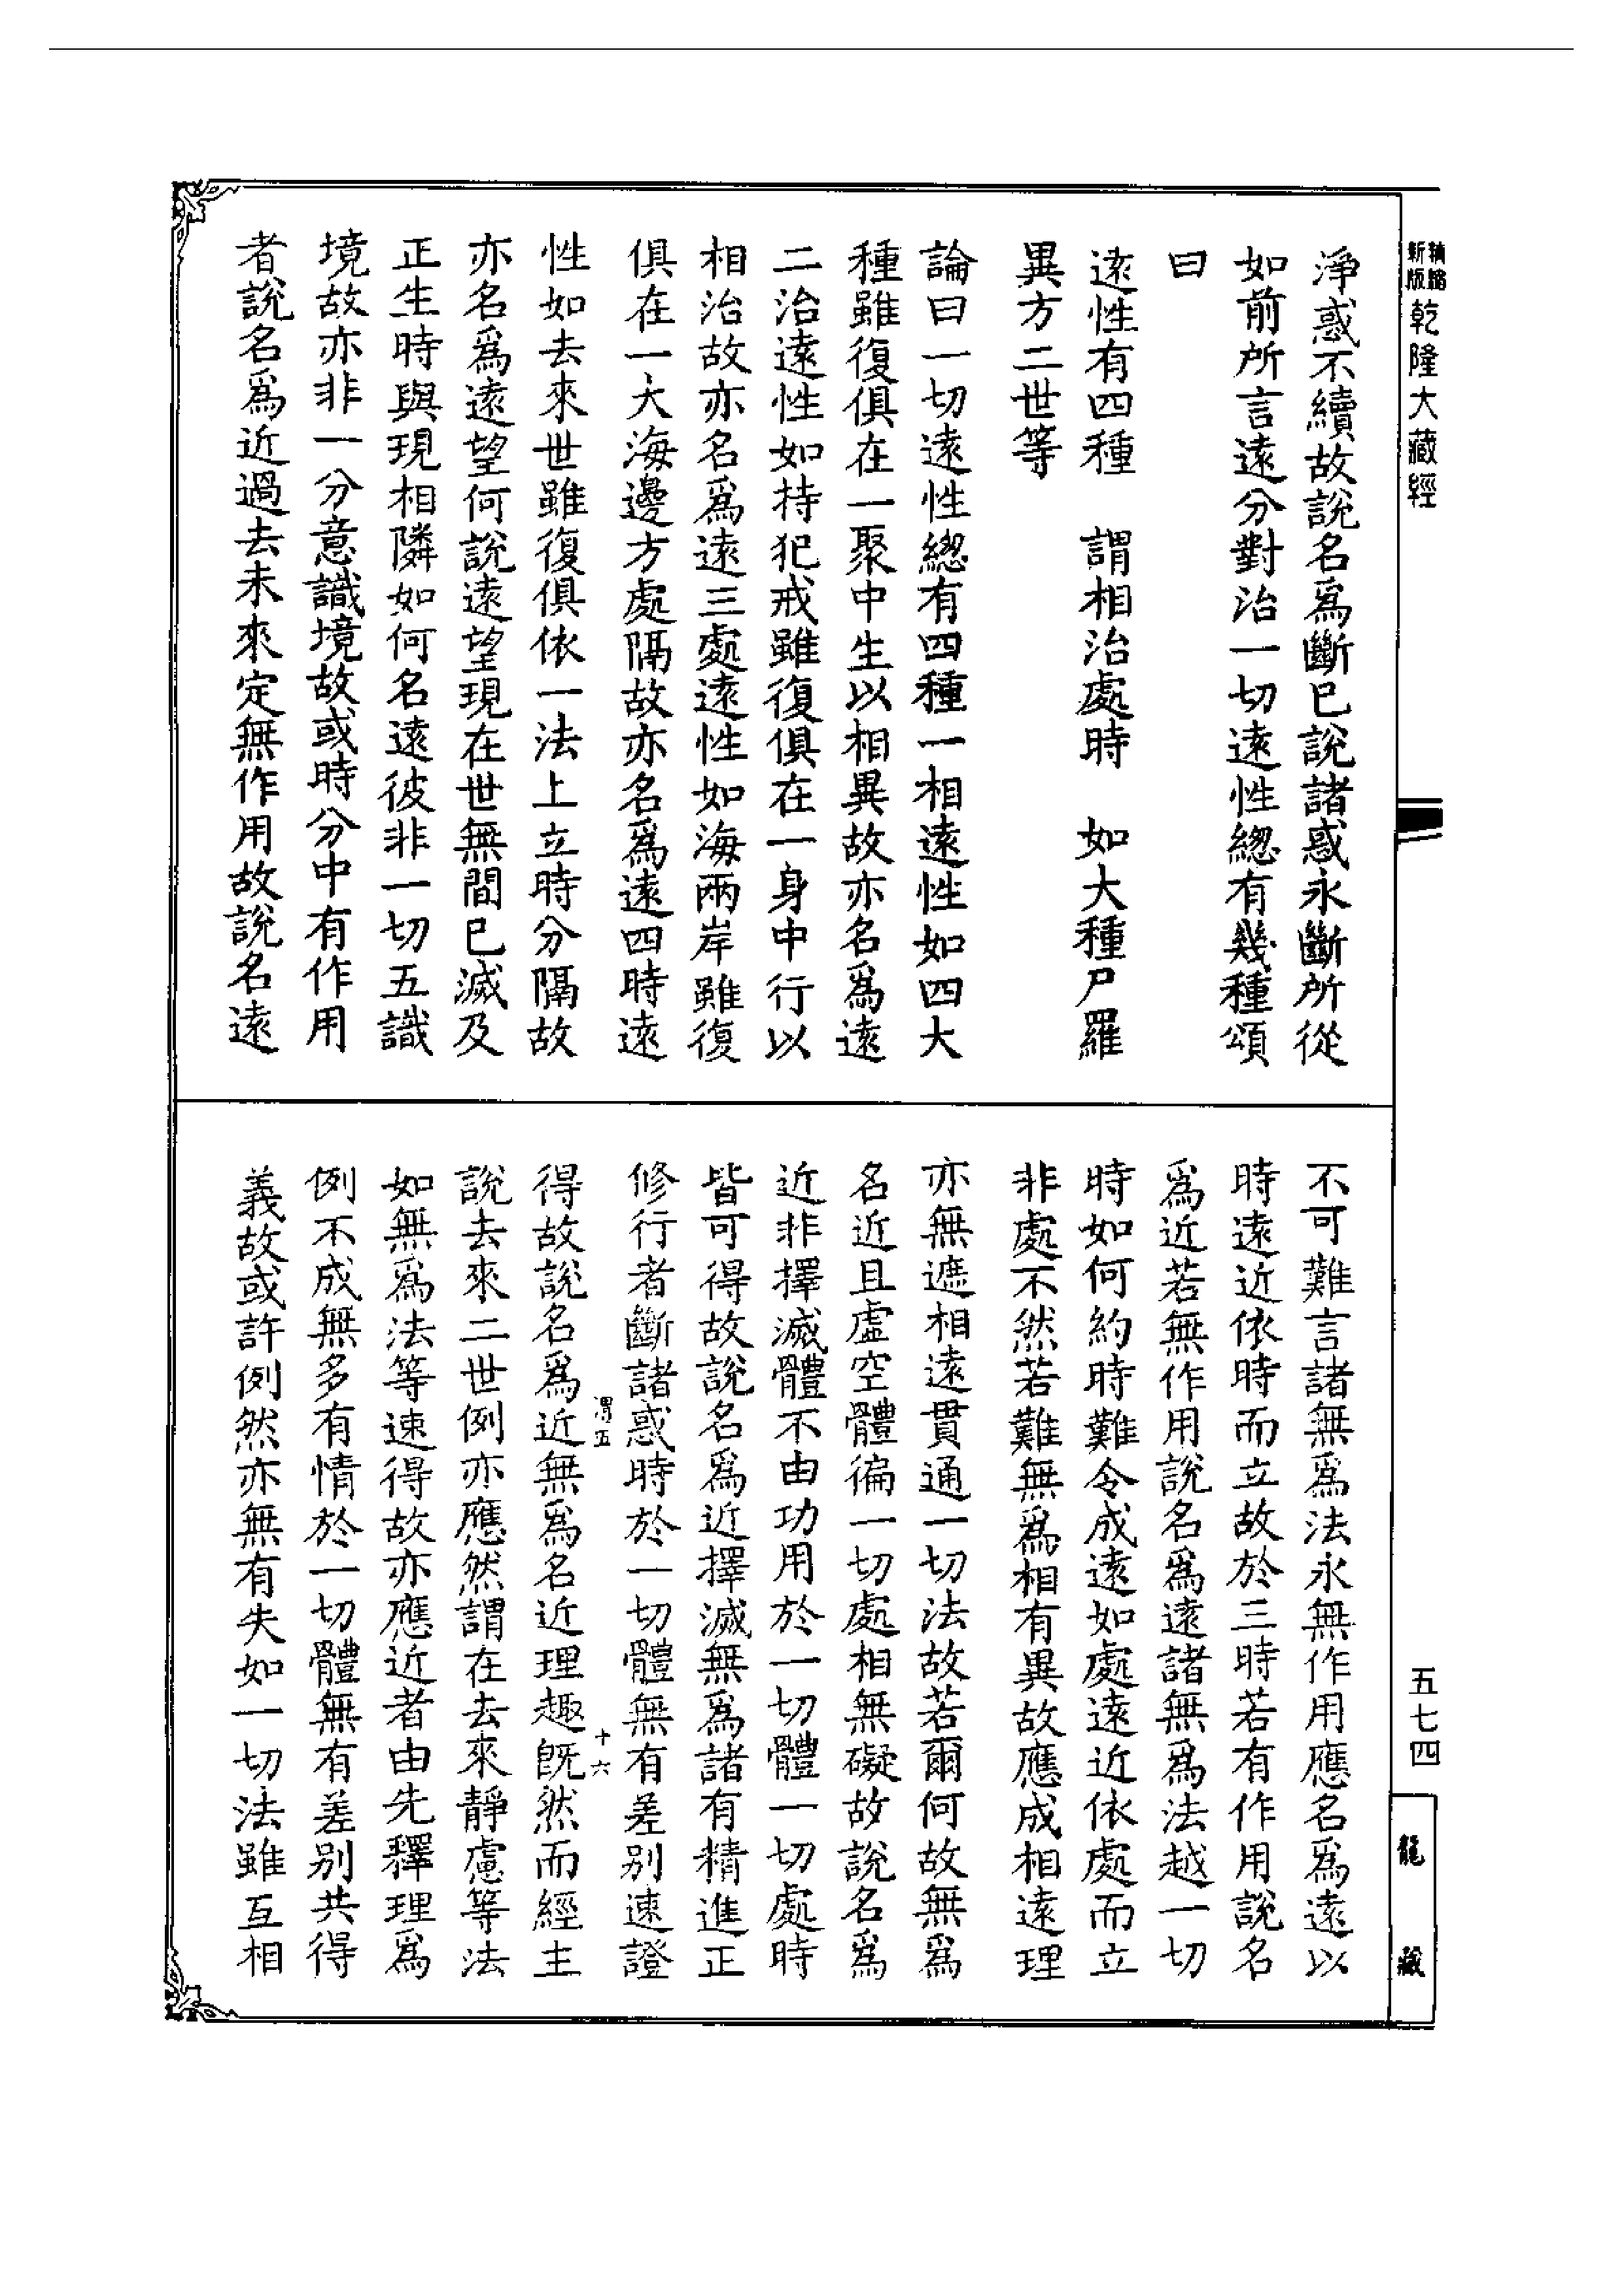 精縮新版乾隆大藏經
淨惑不續故說名爲斷已說諸惑永斷所從
如前所言遠分對治一切遠性總有幾種頌
曰
遠性有四種　謂相治處時　如大種尸羅
異方二世等
論曰一切遠性總有四種一相遠性如四大
種雖復俱在一聚中生以相異故亦名爲遠
二治遠性如持犯戒雖復俱在一身中行以
相治故亦名爲遠三處遠性如海兩岸雖復
俱在一大海邊方處隔故亦名爲遠四時遠
性如去來世雖復俱依一法上立時分隔故
亦名爲遠望何說遠望現在世無間已滅及
正生時與現相隣如何名遠彼非一切五識
境故亦非一分意識境故或時分中有作用
者說名爲近過去未來定無作用故說名遠
不可難言諸無爲法永無作用應名爲遠以
時遠近依時而立故於三時若有作用說名
爲近若無作用說名爲遠諸無爲法越一切
時如何約時難令成遠如處遠近依處而立
非處不然若難無爲相有異故應成相遠理
亦無遮相遠貫通一切法故若爾何故無爲
名近且虛空體徧一切處相無礙故說名爲
近非擇滅體不由功用於一切體一切處時
皆可得故說名爲近擇滅無爲諸有精進正
修行者斷諸惑時於一切體無有差別速證
渭五　十六
得故說名爲近無爲名近理趣旣然而經主
說去來二世例亦應然謂在去來靜慮等法
如無爲法等速得故亦應近者由先釋理爲
例不成無多有情於一切體無有差別共得
義故或許例然亦無有失如一切法雖互相
五七四
龍藏